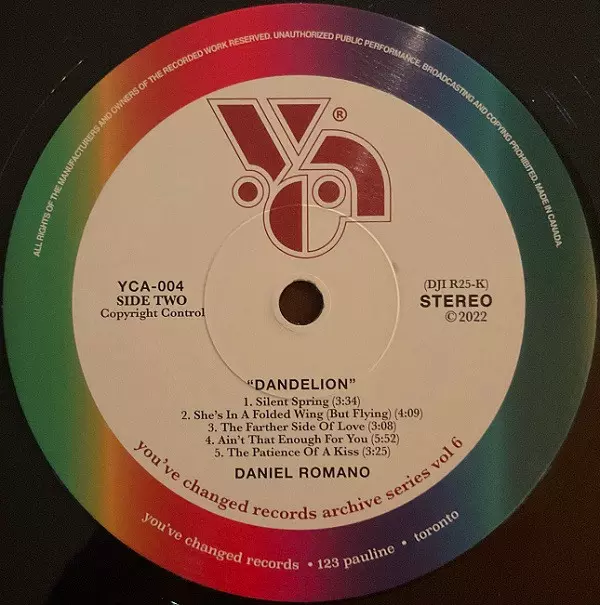 ALL RIGHTS OF THE MANUFACTURERS AND OWNERS OF THE RECORDED WORK RESERVED. UNAUTHORIZED PUBLIC PERFORMANCE, BROADCASTING AND COPYING PROHIBITED. MADE IN CANADA.
®
YCA-004
SIDE TWO
Copyright Control
(DJI R25-K)
STEREO
©2022
"DANDELION"
1. Silent Spring (3:34)
2. She's In A Folded Wing (But Flying) (4:09)
3. The Farther Side Of Love (3:08)
4. Ain't That Enough For You (5:52)
5. The Patience Of A Kiss (3:25)
DANIEL ROMANO
you've changed records archive series vol 6
you've changed records • 123 pauline • toronto